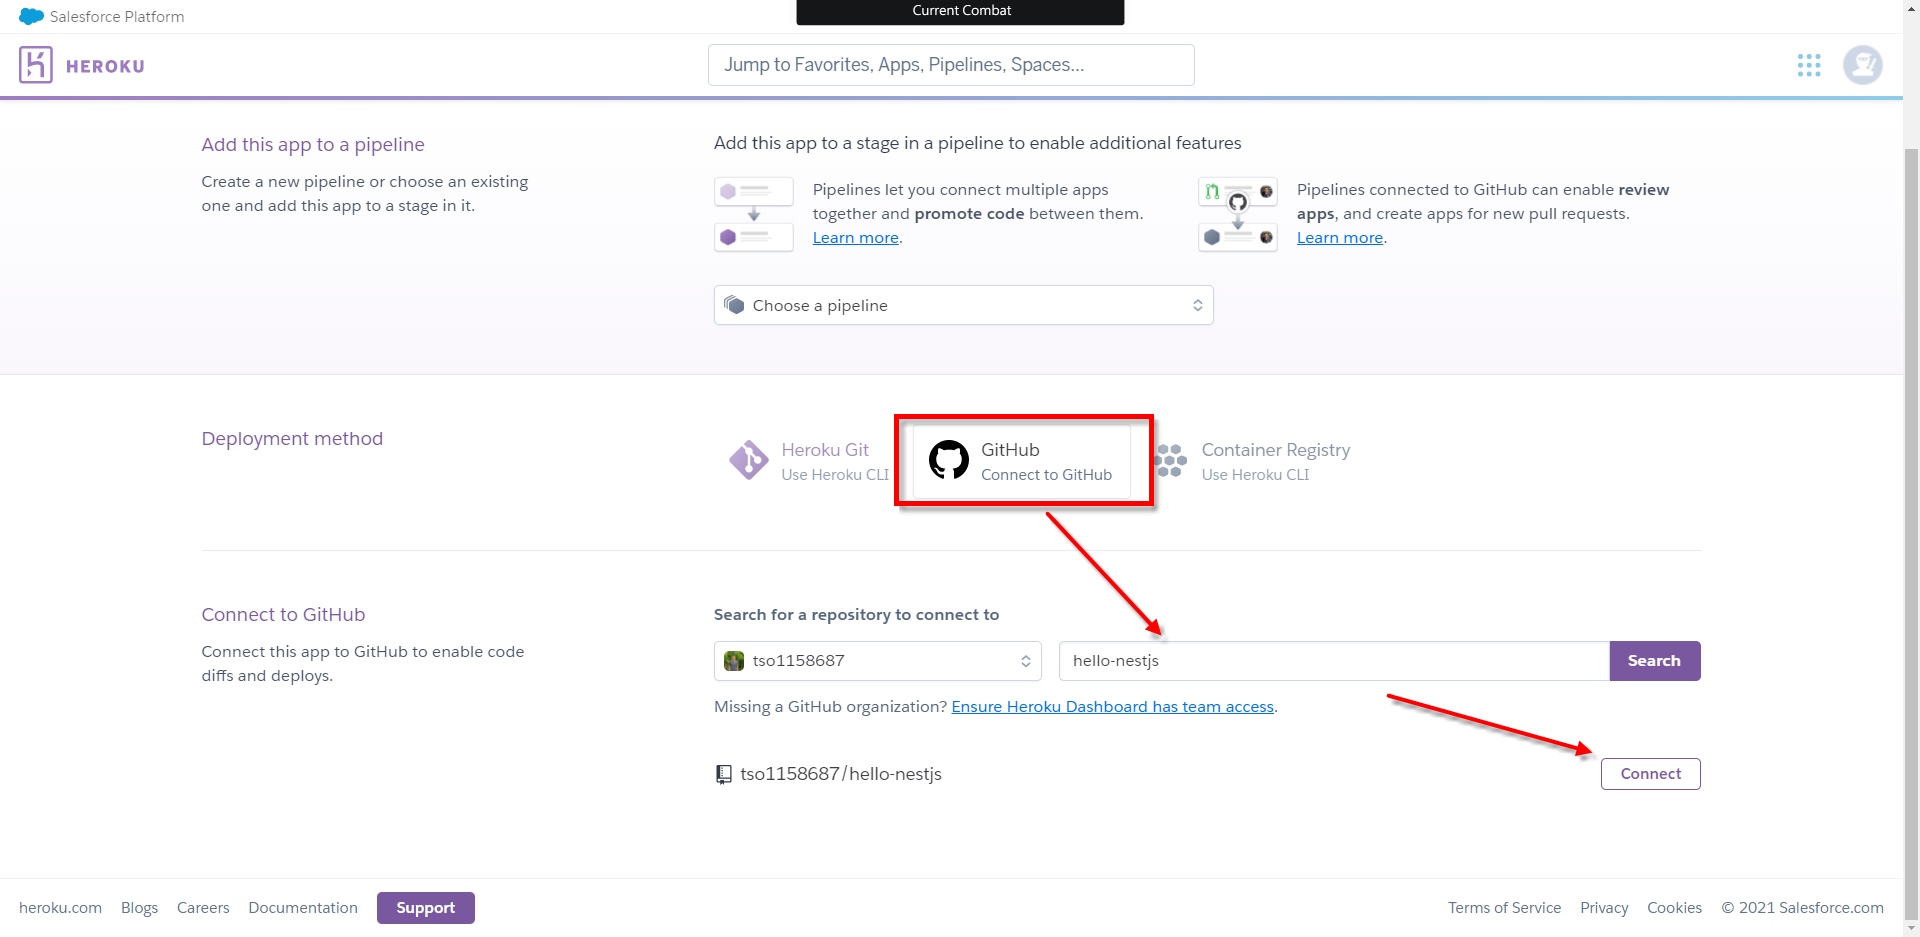 Salesforce Platform
Current Combat
HEROKU
Jump to Favorites, Apps, Pipelines, Spaces...
Add this app to a pipeline
Create a new pipeline or choose an existing
one and add this app to a stage in it.
Add this app to a stage in a pipeline to enable additional features
Pipelines let you connect multiple apps
together and promote code between them.
Learn more.
Pipelines connected to GitHub can enable review
apps, and create apps for new pull requests.
Learn more.
Choose a pipeline
Deployment method
Heroku Git
Use Heroku CLI
GitHub
Connect to GitHub
Container Registry
Use Heroku CLI
Connect to GitHub
Connect this app to GitHub to enable code
diffs and deploys.
Search for a repository to connect to
tso1158687
hello-nestjs
Search
Missing a GitHub organization? Ensure Heroku Dashboard has team access.
tso1158687/hello-nestjs
Connect
heroku.com
Blogs
Careers
Documentation
Support
Terms of Service
Privacy
Cookies
© 2021 Salesforce.com